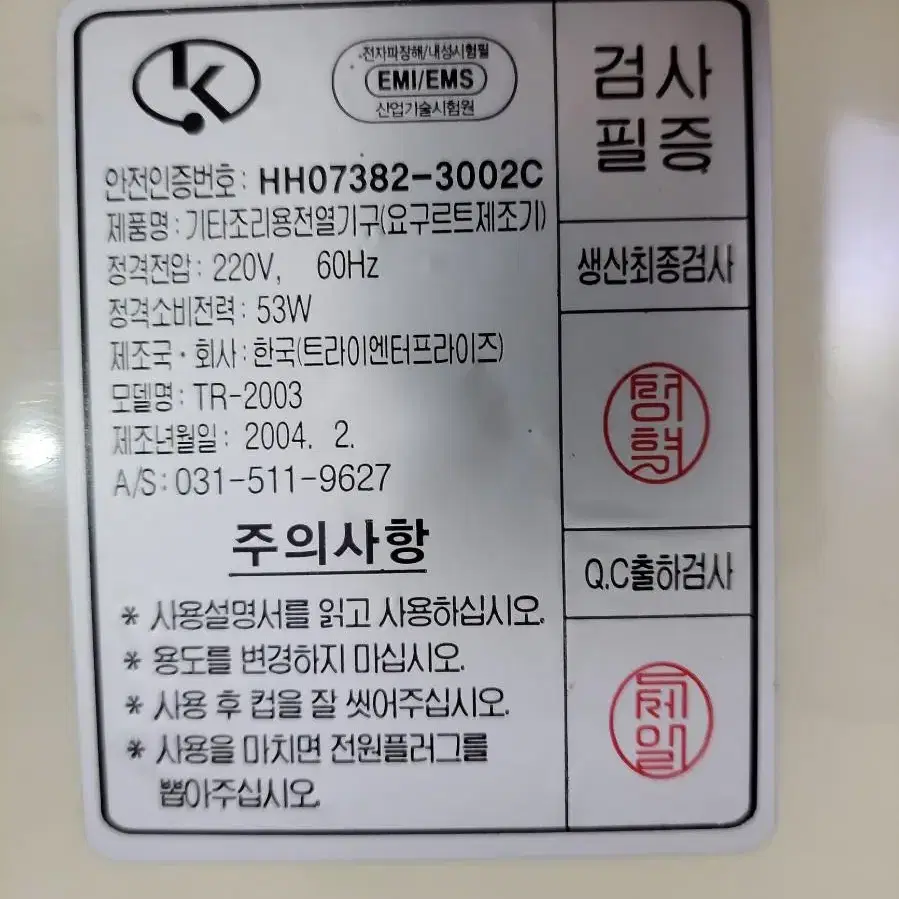 전자파장해/내성시험필
EMI/EMS
산업기술시험원
안전인증번호: HH07382-3002C
제품명: 기타조리용전열기구(요구르트제조기)
정격전압: 220V, 60Hz
정격소비전력: 53W
제조국·회사: 한국(트라이엔터프라이즈)
모델명: TR-2003
제조년월일: 2004. 2.
A/S: 031-511-9627
주의사항
* 사용설명서를 읽고 사용하십시오.
* 용도를 변경하지 마십시오.
* 사용 후 컵을 잘 씻어주십시오.
* 사용을 마치면 전원플러그를
뽑아주십시오.
검사
필증
생산최종검사
Q.C출하검사